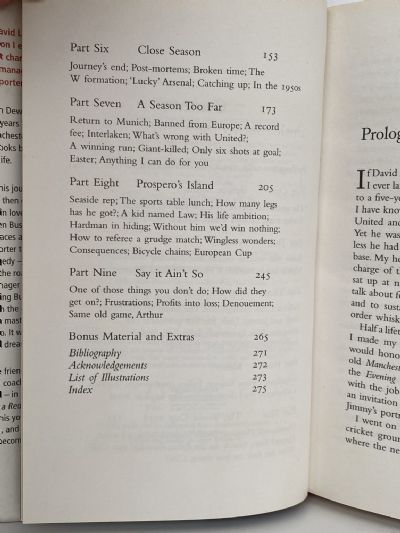 Part Six Close Season 153
Journey's end; Post-mortems; Broken time; The
W formation; 'Lucky' Arsenal; Catching up; In the 1950s
Part Seven A Season Too Far 173
Return to Munich; Banned from Europe; A record
fee; Interlaken; What's wrong with United?;
A winning run; Giant-killed; Only six shots at goal;
Easter; Anything I can do for you
Part Eight Prospero's Island 205
Seaside rep; The sports table lunch; How many legs
has he got?; A kid named Law; His life ambition;
Hardman in hiding; Without him we'd win nothing;
How to referee a grudge match; Wingless wonders;
Consequences; Bicycle chains; European Cup
Part Nine Say it Ain't So 245
One of those things you don't do; How did they
get on?; Frustrations; Profits into loss; Denouement;
Same old game, Arthur
Bonus Material and Extras 265
Bibliography 271
Acknowledgements 272
List of Illustrations 273
Index 275
Prolog
If David
I ever la
to a five-y
I have know
United and
Yet he was
less he had
base. My he
charge of t
sat up at n
talk about f
and to susta
order whisk
Half a lifet
I made my
would honou
old Manchest
the Evening
with the job
an invitation
Jimmy's portr
I went on
cricket groun
where the ne